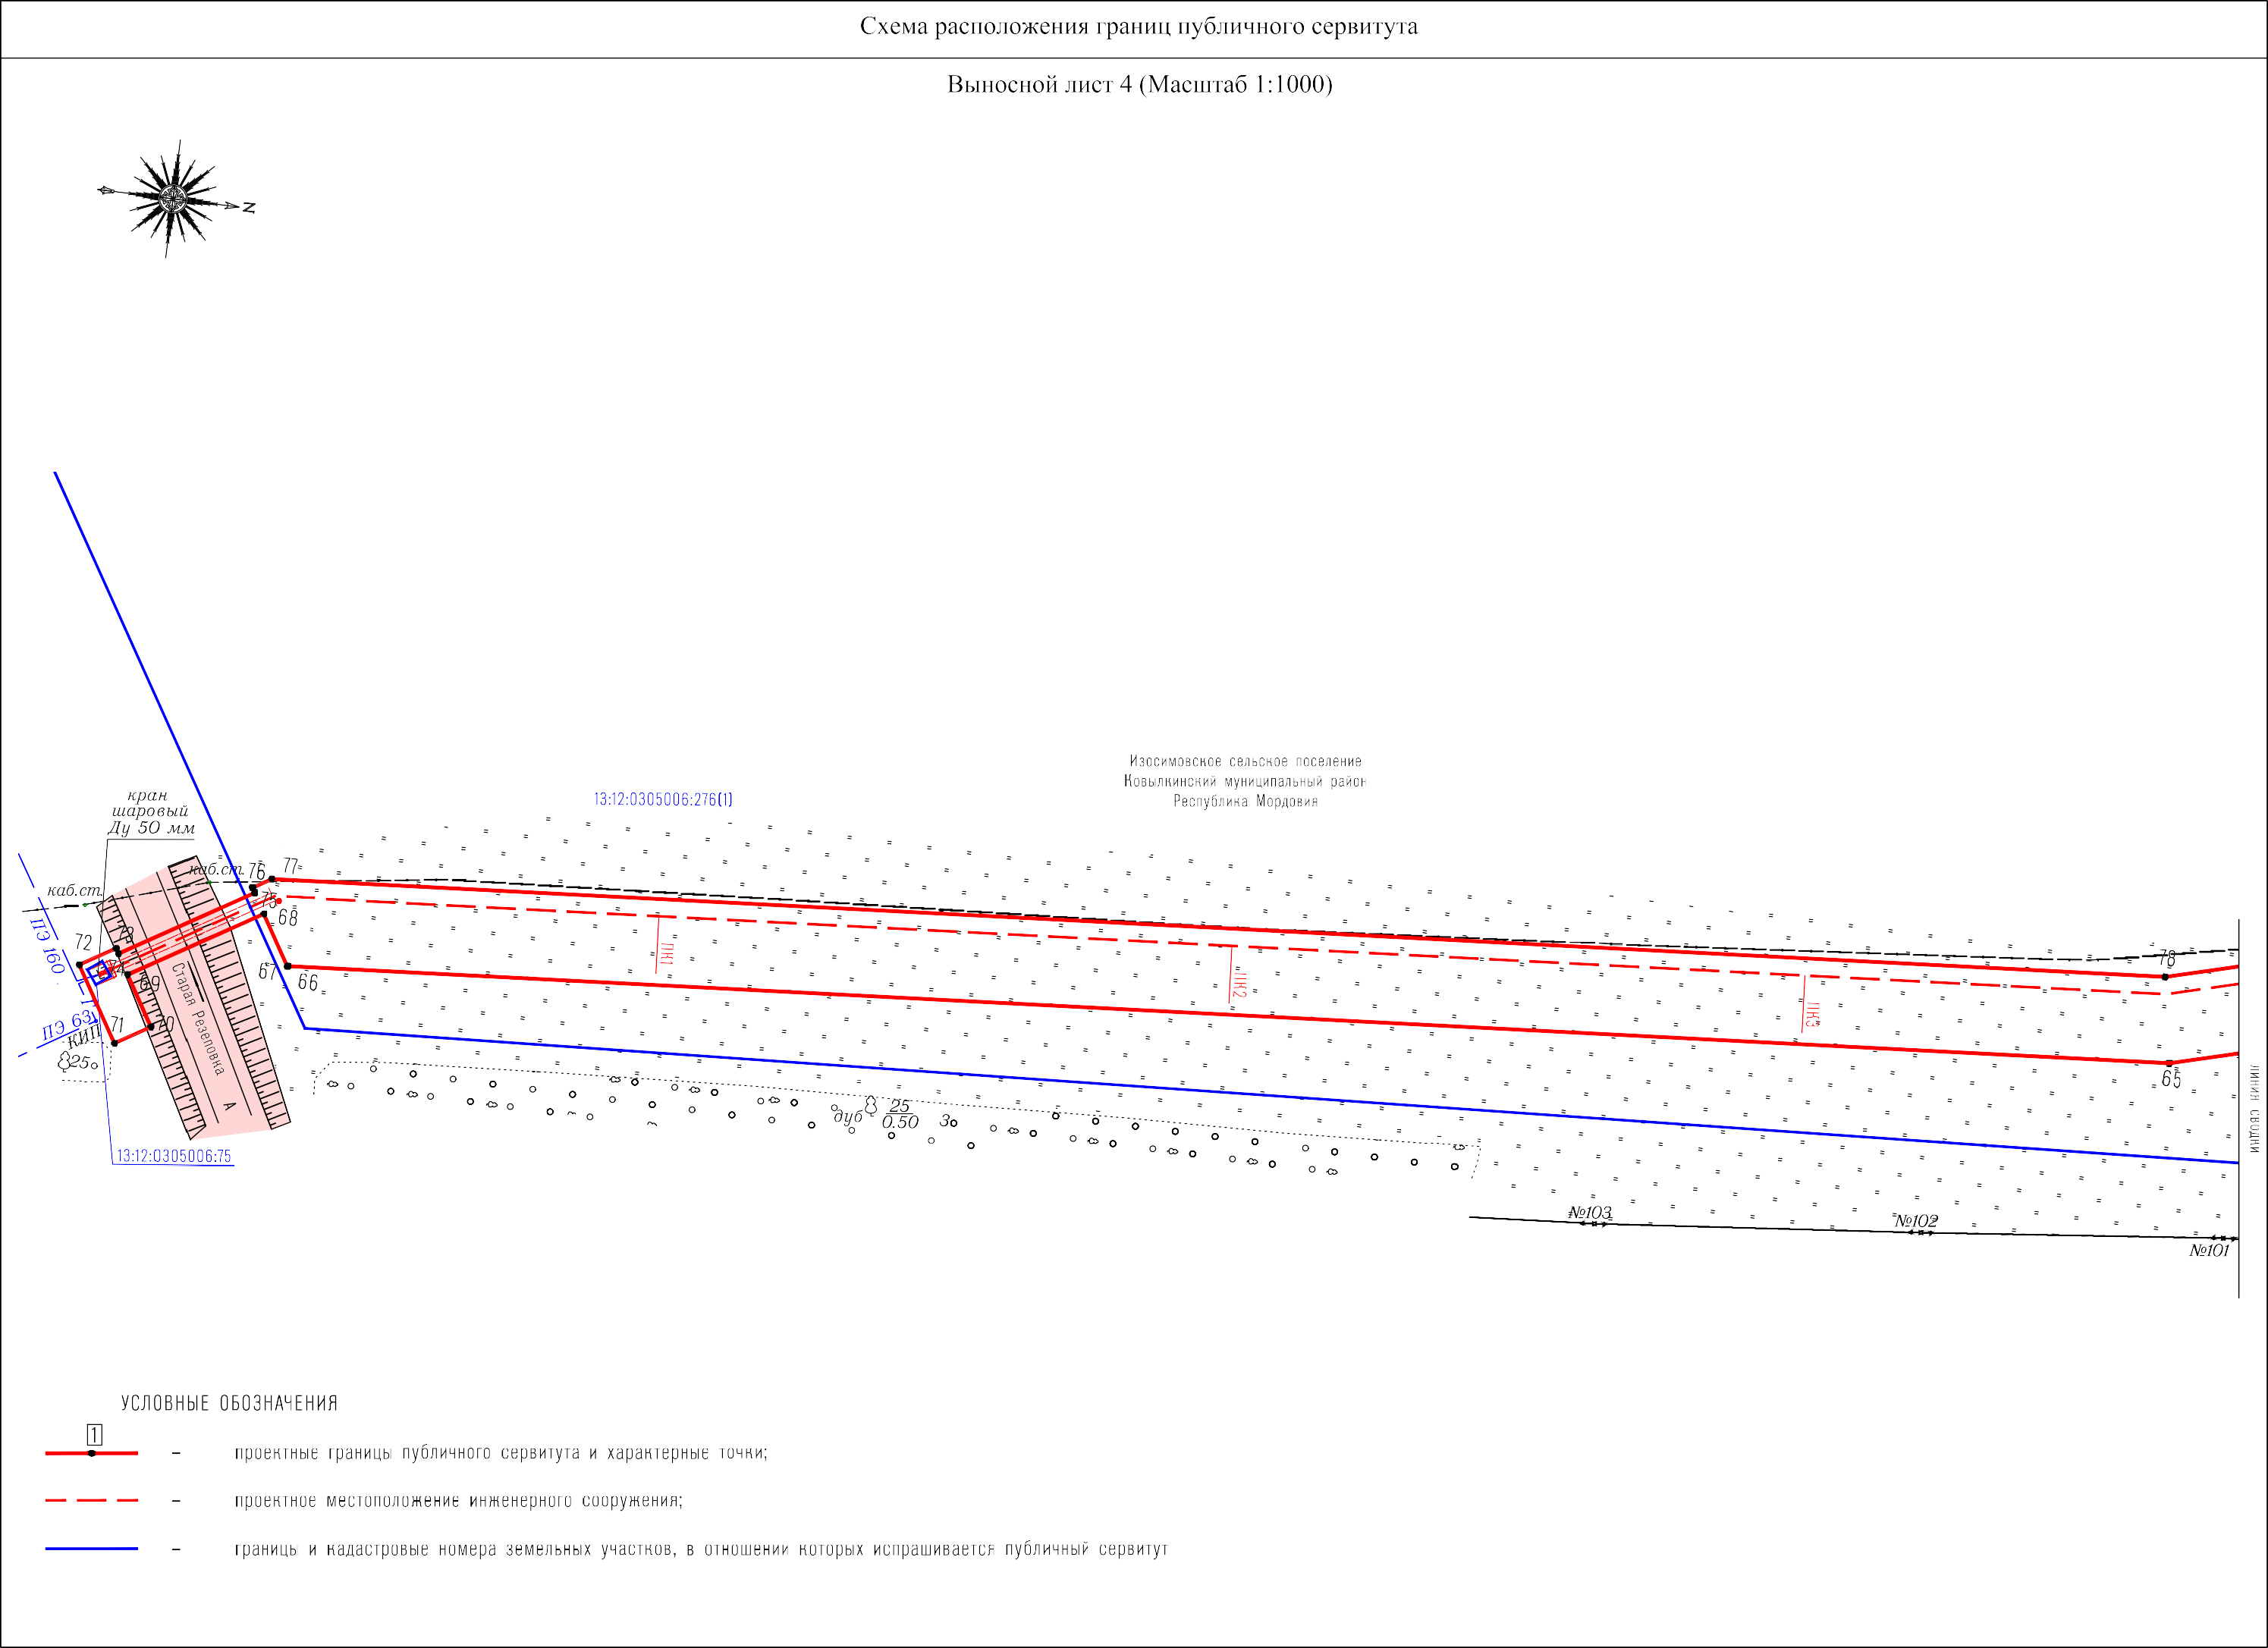 Схема расположения границ публичного сервитута
Выносной лист 4 (Масштаб 1:1000)
N
Изосимовское сельское поселение
Ковылкинский муниципальный район
Республика Мордовия
13:12:0305006:276(1)
кран
шаровый
Ду 50 мм
каб.ст.
каб.ст.
76
77
75
68
72
73
74
69
67
66
71
70
ПЭ 160
ПЭ 63
КИП
25
Старая Резеповка
А
13:12:0305006:75
ПК1
ПК2
ПК3
78
65
дуб
25
0.50
3
№103
№102
№101
линия сводки
УСЛОВНЫЕ ОБОЗНАЧЕНИЯ
1
– проектные границы публичного сервитута и характерные точки;
– проектное местоположение инженерного сооружения;
– границы и кадастровые номера земельных участков, в отношении которых испрашивается публичный сервитут